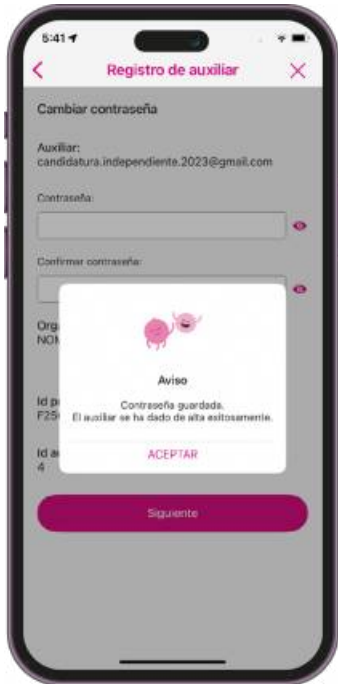 5:41
Registro de auxiliar
Cambiar contraseña
Auxiliar:
candidatura.independiente.2023@gmail.com
Contraseña:
Confirmar contraseña:
Aviso
Contraseña guardada.
El auxiliar se ha dado de alta exitosamente.
ACEPTAR
4
Siguiente